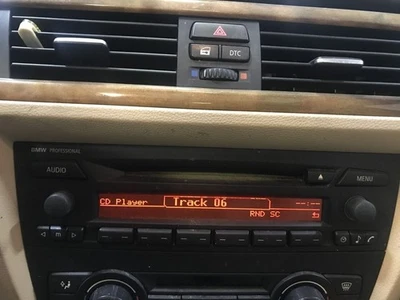 DTC
BMW PROFESSIONAL
AUDIO
MENU
CD Player
Track 06
RND SC
m